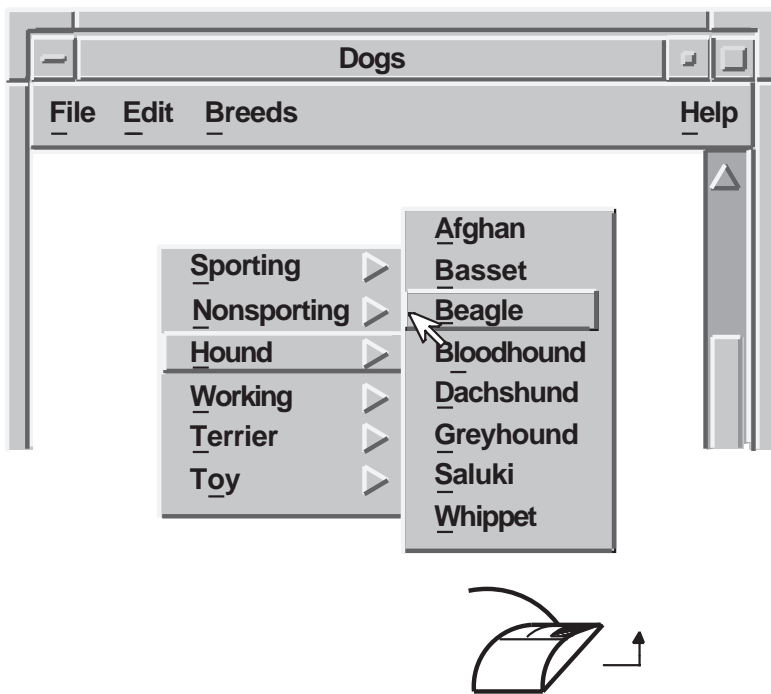 Dogs
File Edit Breeds Help
Sporting
Nonsporting
Hound
Working
Terrier
Toy
Afghan
Basset
Beagle
Bloodhound
Dachshund
Greyhound
Saluki
Whippet